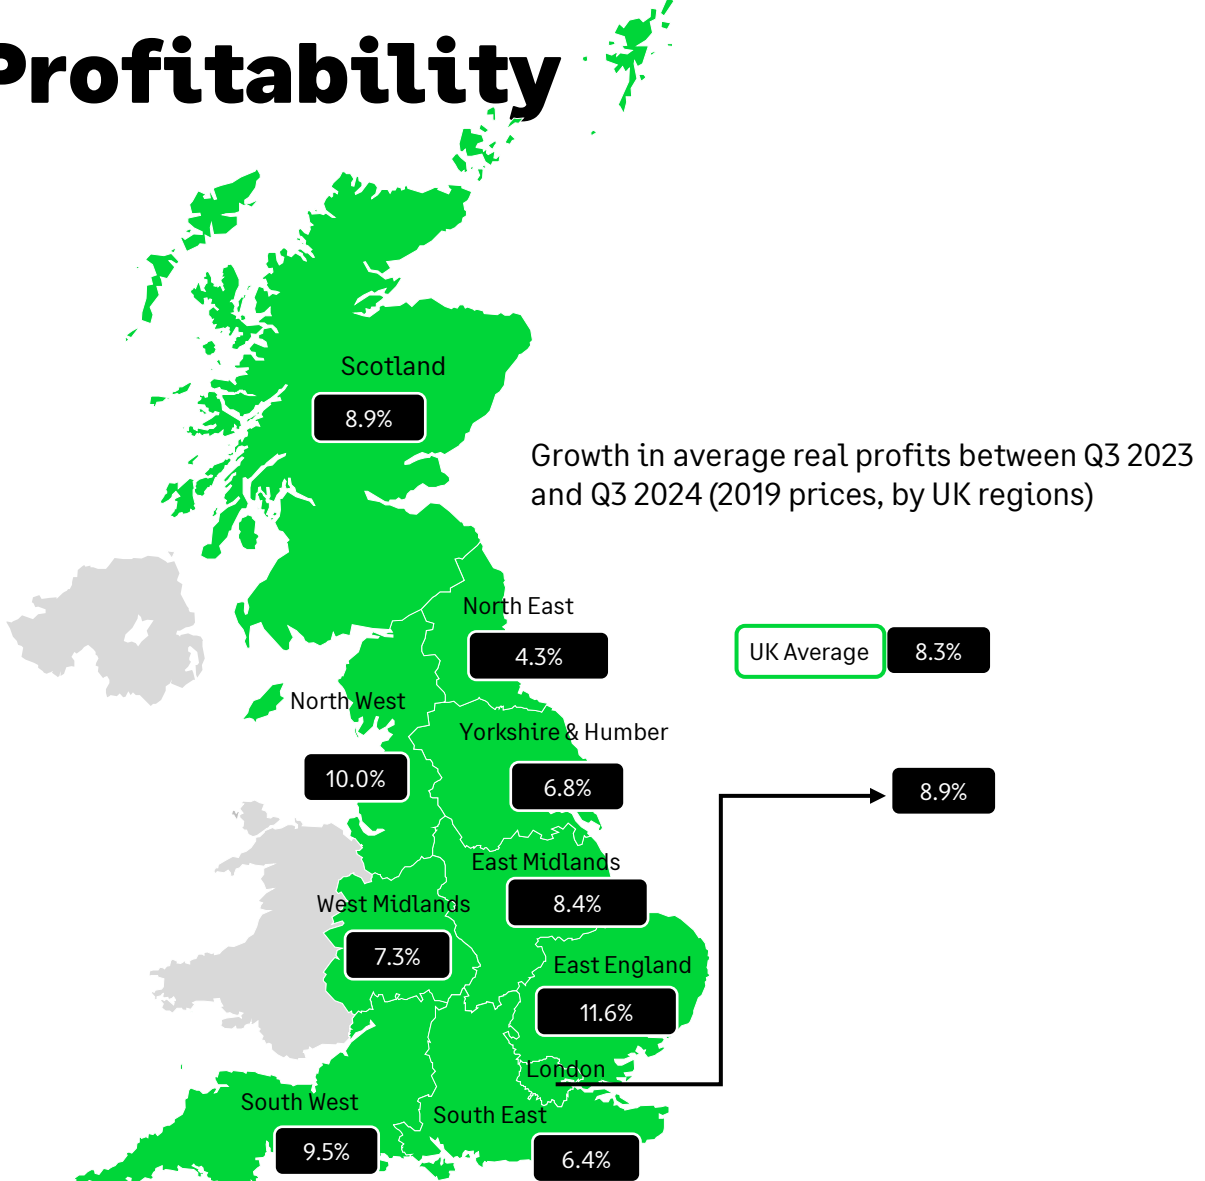 Profitability
Scotland
8.9%
Growth in average real profits between Q3 2023
and Q3 2024 (2019 prices, by UK regions)
North East
4.3%
UK Average
8.3%
North West
10.0%
Yorkshire & Humber
6.8%
8.9%
East Midlands
8.4%
West Midlands
7.3%
East England
11.6%
London
South West
9.5%
South East
6.4%